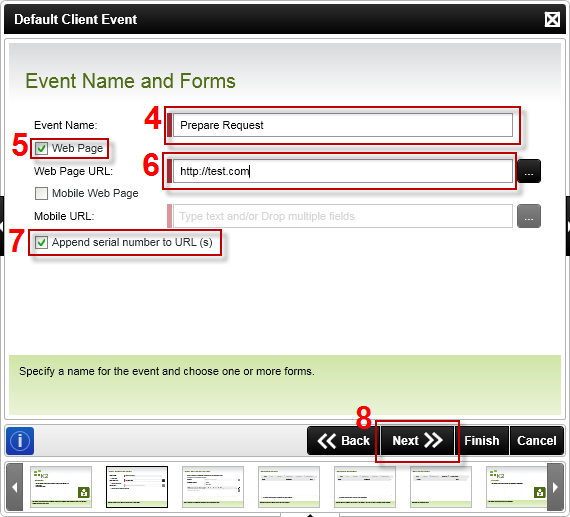 Default Client Event
Event Name and Forms
Event Name: 4 Prepare Request
5 Web Page
Web Page URL: 6 http://test.com ...
Mobile Web Page
Mobile URL: Type text and/or Drop multiple fields ...
7 Append serial number to URL (s)
Specify a name for the event and choose one or more forms.
8
i Back Next Finish Cancel
K2 K2